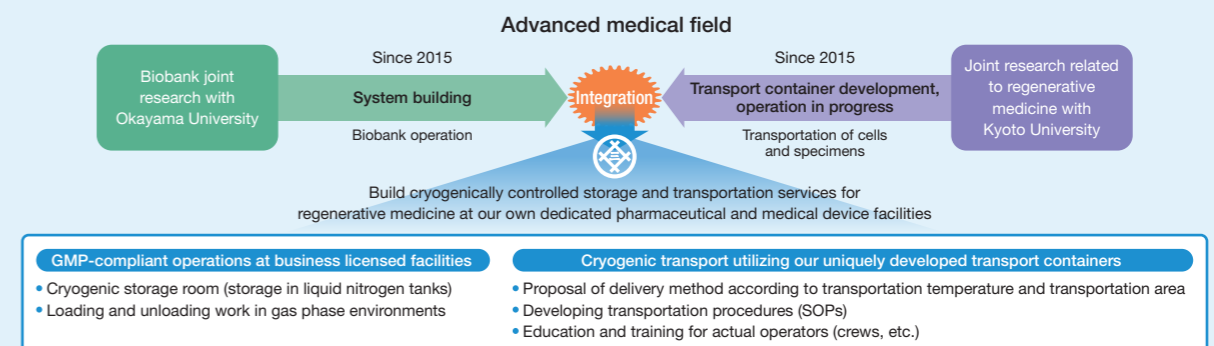 Advanced medical field
Biobank joint
research with
Okayama University
Since 2015
System building
Biobank operation
Integration
Since 2015
Transport container development,
operation in progress
Transportation of cells
and specimens
Joint research related
to regenerative
medicine with
Kyoto University
Build cryogenically controlled storage and transportation services for
regenerative medicine at our own dedicated pharmaceutical and medical device facilities
GMP-compliant operations at business licensed facilities
• Cryogenic storage room (storage in liquid nitrogen tanks)
• Loading and unloading work in gas phase environments
Cryogenic transport utilizing our uniquely developed transport containers
• Proposal of delivery method according to transportation temperature and transportation area
• Developing transportation procedures (SOPs)
• Education and training for actual operators (crews, etc.)